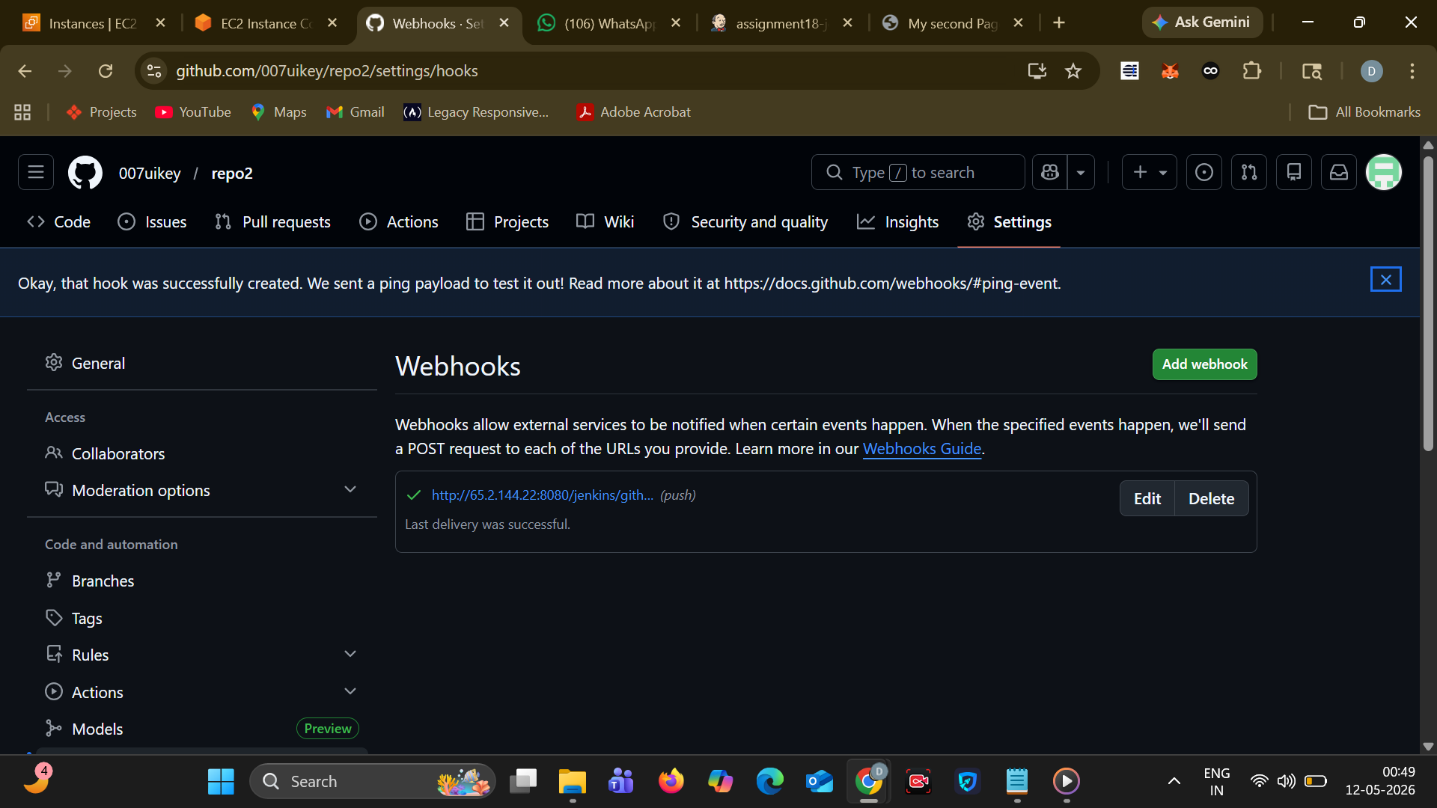 Instances | EC2
EC2 Instance Co
Webhooks · Set
(106) WhatsApp
assignment18-j
My second Pag
Ask Gemini
github.com/007uikey/repo2/settings/hooks
D
Projects
YouTube
Maps
Gmail
Legacy Responsive...
Adobe Acrobat
All Bookmarks
007uikey / repo2
Type / to search
Code
Issues
Pull requests
Actions
Projects
Wiki
Security and quality
Insights
Settings
Okay, that hook was successfully created. We sent a ping payload to test it out! Read more about it at https://docs.github.com/webhooks/#ping-event.
General
Access
Collaborators
Moderation options
Code and automation
Branches
Tags
Rules
Actions
Models
Preview
Webhooks
Add webhook
Webhooks allow external services to be notified when certain events happen. When the specified events happen, we'll send
a POST request to each of the URLs you provide. Learn more in our Webhooks Guide.
http://65.2.144.22:8080/jenkins/gith... (push)
Edit
Delete
Last delivery was successful.
4
Search
D
ENG
IN
00:49
12-05-2026